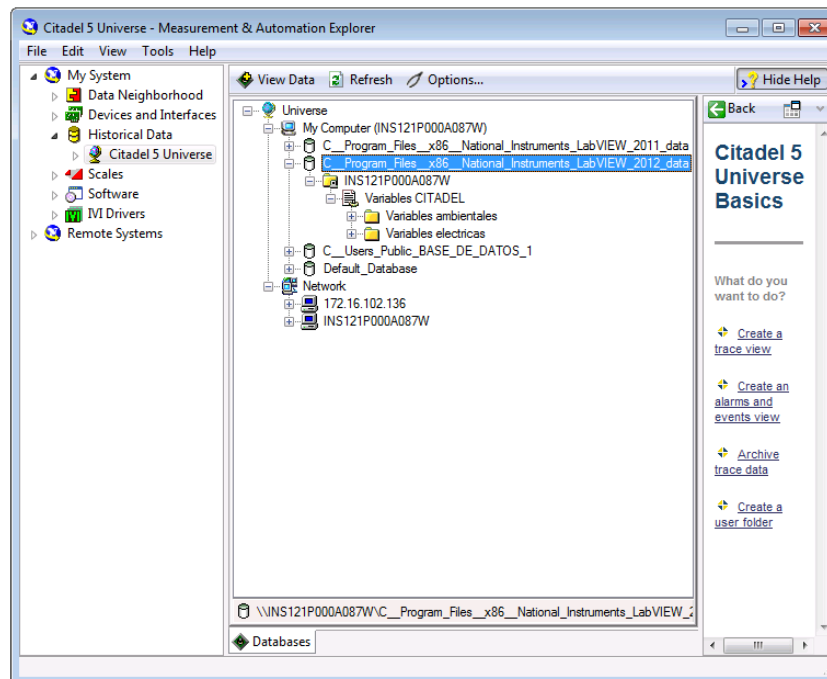 Citadel 5 Universe - Measurement & Automation Explorer
File Edit View Tools Help
My System
Data Neighborhood
Devices and Interfaces
Historical Data
Citadel 5 Universe
Scales
Software
IVI Drivers
Remote Systems
View Data Refresh Options...
Hide Help
Universe
My Computer (INS121P000A087W)
C__Program_Files__x86__National_Instruments_LabVIEW_2011_data
C__Program_Files__x86__National_Instruments_LabVIEW_2012_data
INS121P000A087W
Variables CITADEL
Variables ambientales
Variables electricas
C__Users_Public_BASE_DE_DATOS_1
Default_Database
Network
172.16.102.136
INS121P000A087W
\\INS121P000A087W\C__Program_Files__x86__National_Instruments_LabVIEW_2
Databases
Back
Citadel 5
Universe
Basics
What do you
want to do?
Create a
trace view
Create an
alarms and
events view
Archive
trace data
Create a
user folder